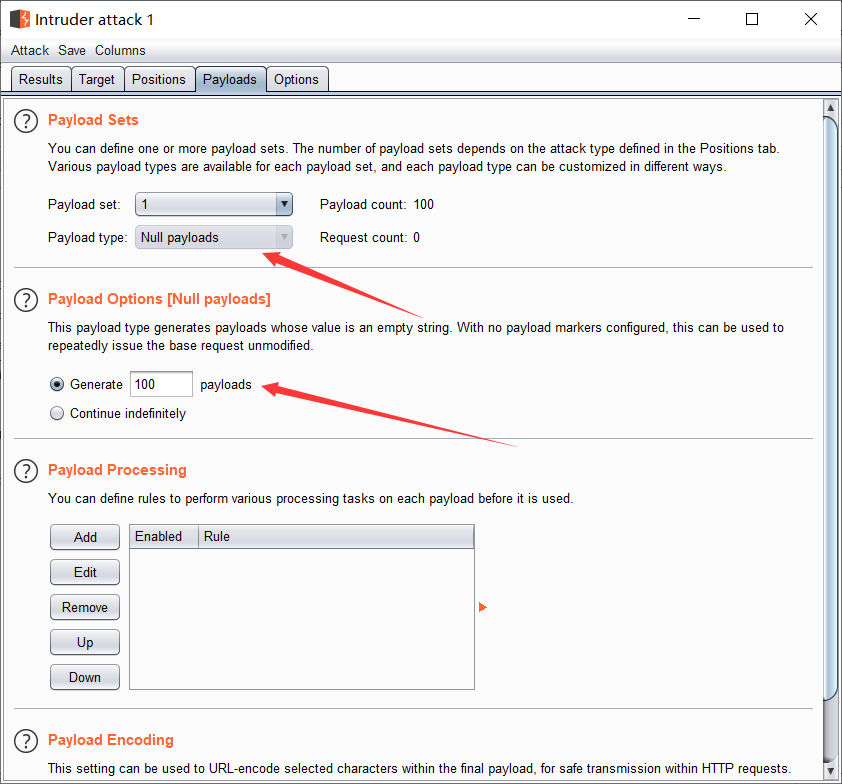 Intruder attack 1
Attack Save Columns
Results Target Positions Payloads Options
? Payload Sets
You can define one or more payload sets. The number of payload sets depends on the attack type defined in the Positions tab.
Various payload types are available for each payload set, and each payload type can be customized in different ways.
Payload set: 1 Payload count: 100
Payload type: Null payloads Request count: 0
? Payload Options [Null payloads]
This payload type generates payloads whose value is an empty string. With no payload markers configured, this can be used to
repeatedly issue the base request unmodified.
Generate 100 payloads
Continue indefinitely
? Payload Processing
You can define rules to perform various processing tasks on each payload before it is used.
Add Enabled Rule
Edit
Remove
Up
Down
? Payload Encoding
This setting can be used to URL-encode selected characters within the final payload, for safe transmission within HTTP requests.